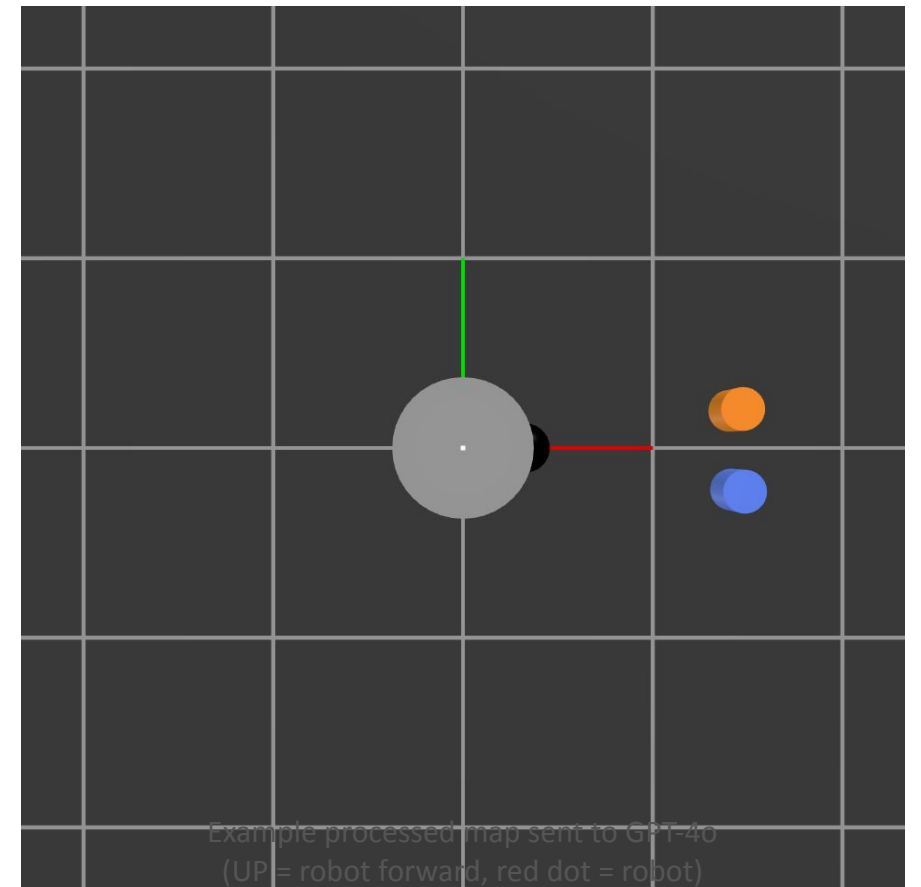 Example processed map sent to GPT-4o
(UP = robot forward, red dot = robot)